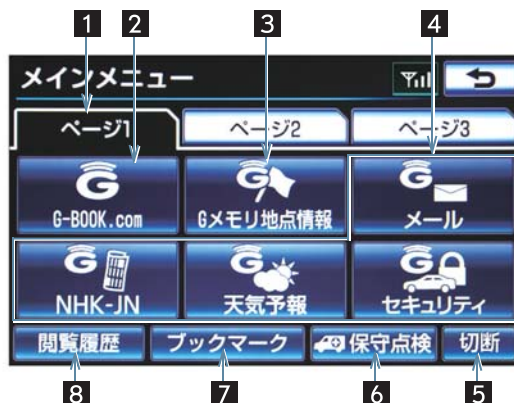 1 2 3 4
メインメニュー
ページ1 ページ2 ページ3
G-BOOK.com Gメモリ地点情報 メール
NHK-JN 天気予報 セキュリティ
閲覧履歴 ブックマーク 保守点検 切断
8 7 6 5